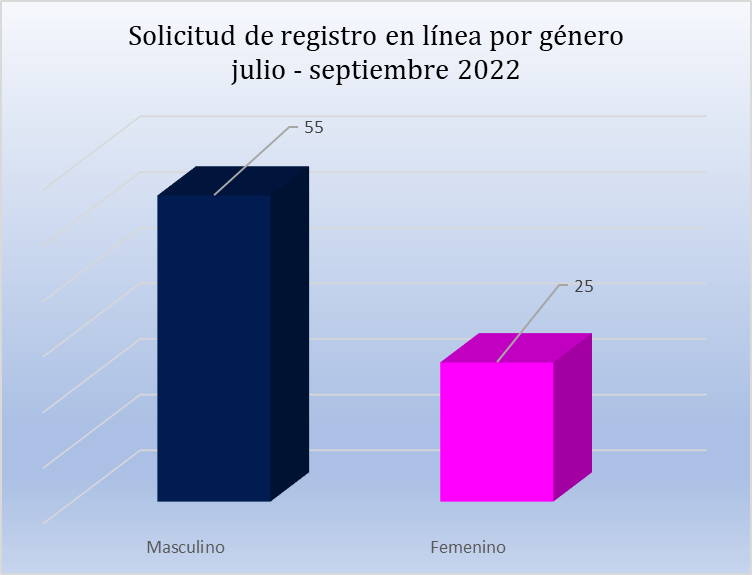 Solicitud de registro en línea por género
julio - septiembre 2022
55
25
Masculino
Femenino